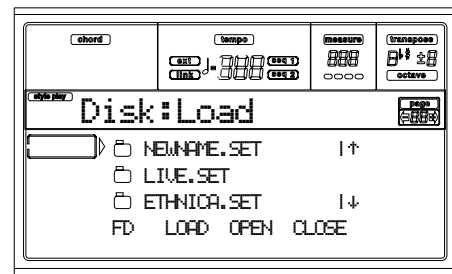 chord tempo measure transpose
ext seq 1
link seq 2
octave
style play Disk:Load page
NEWNAME.SET
LIVE.SET
ETHNICA.SET
FD LOAD OPEN CLOSE